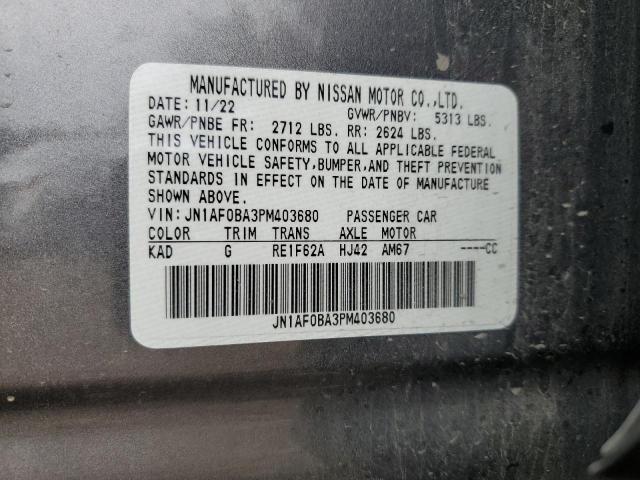 MANUFACTURED BY NISSAN MOTOR CO.,LTD.
DATE: 11/22 GVWR/PNBV: 5313 LBS.
GAWR/PNBE FR: 2712 LBS. RR: 2624 LBS.
THIS VEHICLE CONFORMS TO ALL APPLICABLE FEDERAL
MOTOR VEHICLE SAFETY,BUMPER,AND THEFT PREVENTION
STANDARDS IN EFFECT ON THE DATE OF MANUFACTURE
SHOWN ABOVE.
VIN: JN1AF0BA3PM403680 PASSENGER CAR
COLOR TRIM TRANS AXLE MOTOR
KAD G RE1F62A HJ42 AM67 ----CC
JN1AF0BA3PM403680